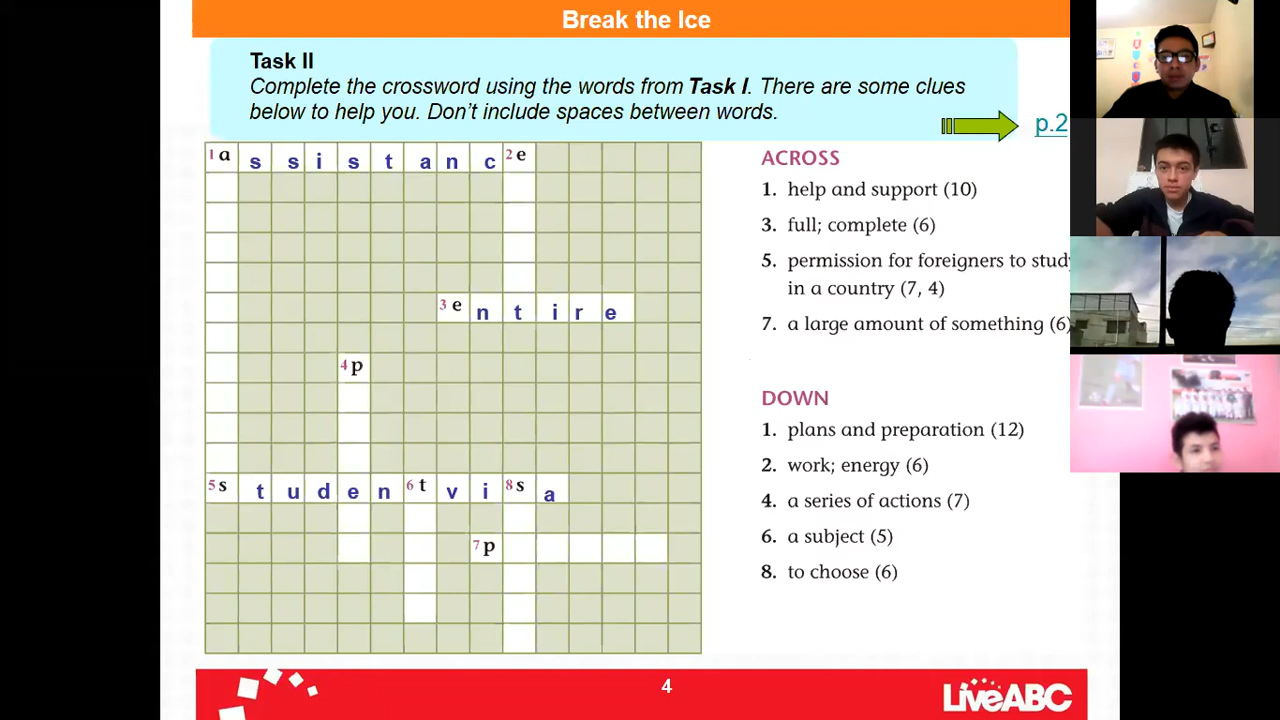 Break the Ice
Task II
Complete the crossword using the words from Task I. There are some clues
below to help you. Don't include spaces between words.
p.2
1 a s s i s t a n c 2 e
3 e n t i r e
4 p
5 s t u d e n 6 t v i 8 s a
7 p
ACROSS
1. help and support (10)
3. full; complete (6)
5. permission for foreigners to stud
in a country (7, 4)
7. a large amount of something (6)
DOWN
1. plans and preparation (12)
2. work; energy (6)
4. a series of actions (7)
6. a subject (5)
8. to choose (6)
4
LiveABC